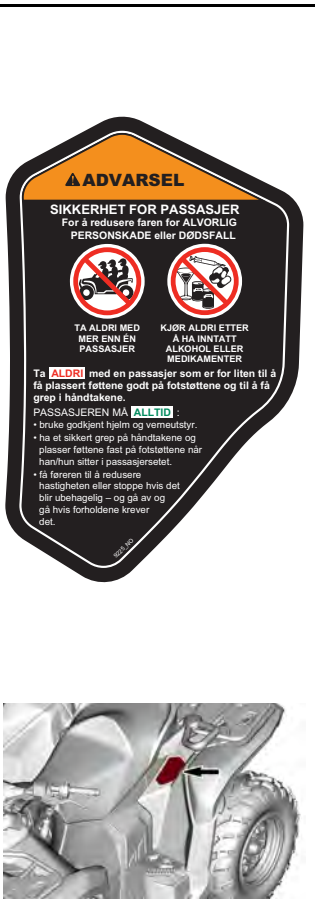 ADVARSEL
SIKKERHET FOR PASSASJER
For å redusere faren for ALVORLIG
PERSONSKADE eller DØDSFALL
TA ALDRI MED
MER ENN ÉN
PASSASJER
KJØR ALDRI ETTER
Å HA INNTATT
ALKOHOL ELLER
MEDIKAMENTER
Ta ALDRI med en passasjer som er for liten til å
få plassert føttene godt på fotstøttene og til å få
grep i håndtakene.
PASSASJEREN MÅ ALLTID :
• bruke godkjent hjelm og verneutstyr.
• ha et sikkert grep på håndtakene og
plasser føttene fast på fotstøttene når
han/hun sitter i passasjersetet.
• få føreren til å redusere
hastigheten eller stoppe hvis det
blir ubehagelig – og gå av og
gå hvis forholdene krever
det.